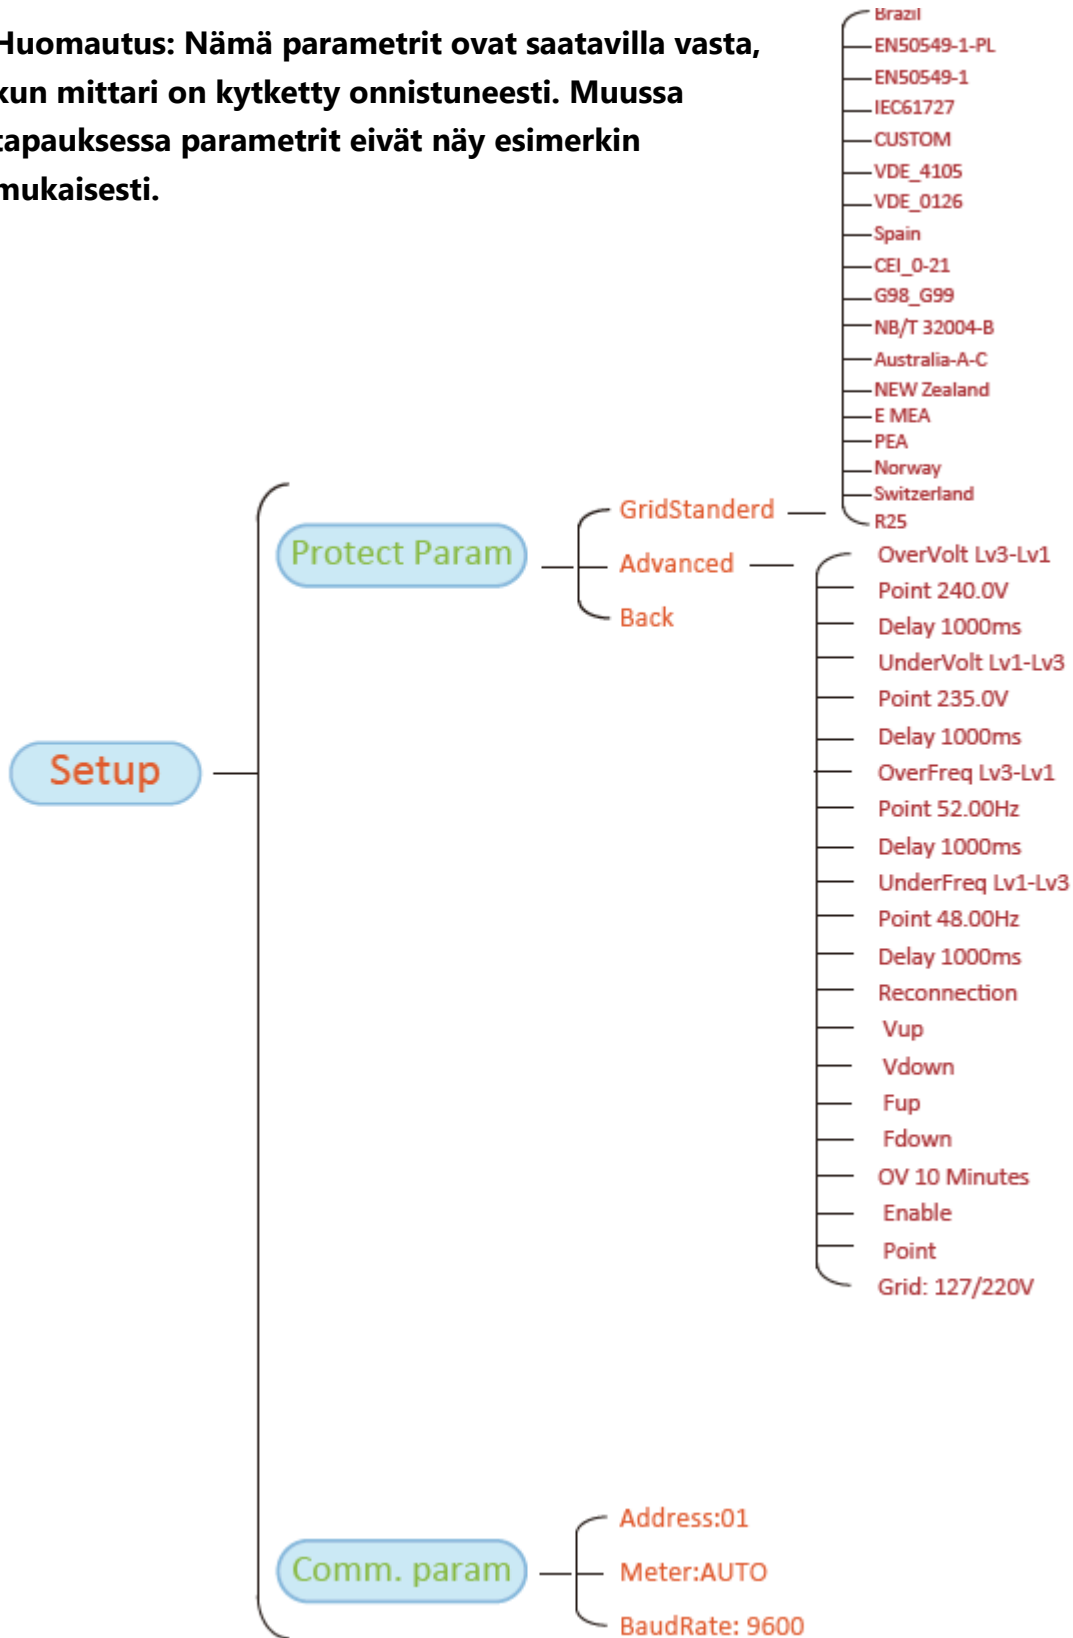 Huomautus: Nämä parametrit ovat saatavilla vasta,
kun mittari on kytketty onnistuneesti. Muussa
tapauksessa parametrit eivät näy esimerkin
mukaisesti.
Brazil
EN50549-1-PL
EN50549-1
IEC61727
CUSTOM
VDE_4105
VDE_0126
Spain
CEI_0-21
G98_G99
NB/T 32004-B
Australia-A-C
NEW Zealand
E MEA
PEA
Norway
Switzerland
R25
Setup
Protect Param
GridStanderd
Advanced
Back
OverVolt Lv3-Lv1
Point 240.0V
Delay 1000ms
UnderVolt Lv1-Lv3
Point 235.0V
Delay 1000ms
OverFreq Lv3-Lv1
Point 52.00Hz
Delay 1000ms
UnderFreq Lv1-Lv3
Point 48.00Hz
Delay 1000ms
Reconnection
Vup
Vdown
Fup
Fdown
OV 10 Minutes
Enable
Point
Grid: 127/220V
Comm. param
Address:01
Meter:AUTO
BaudRate: 9600